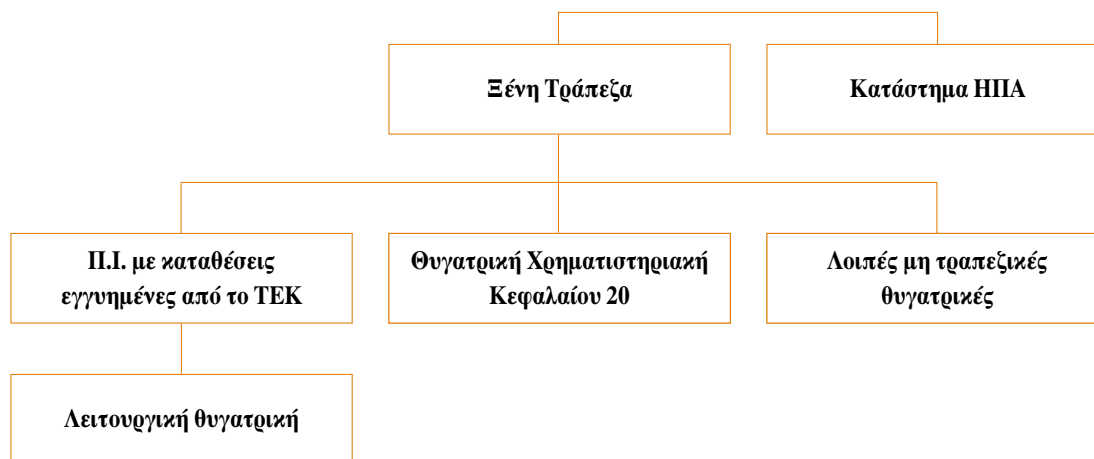 Ξένη Τράπεζα
Κατάστημα ΗΠΑ
Π.Ι. με καταθέσεις
εγγυημένες από το ΤΕΚ
Θυγατρική Χρηματιστηριακή
Κεφαλαίου 20
Λοιπές μη τραπεζικές
θυγατρικές
Λειτουργική θυγατρική